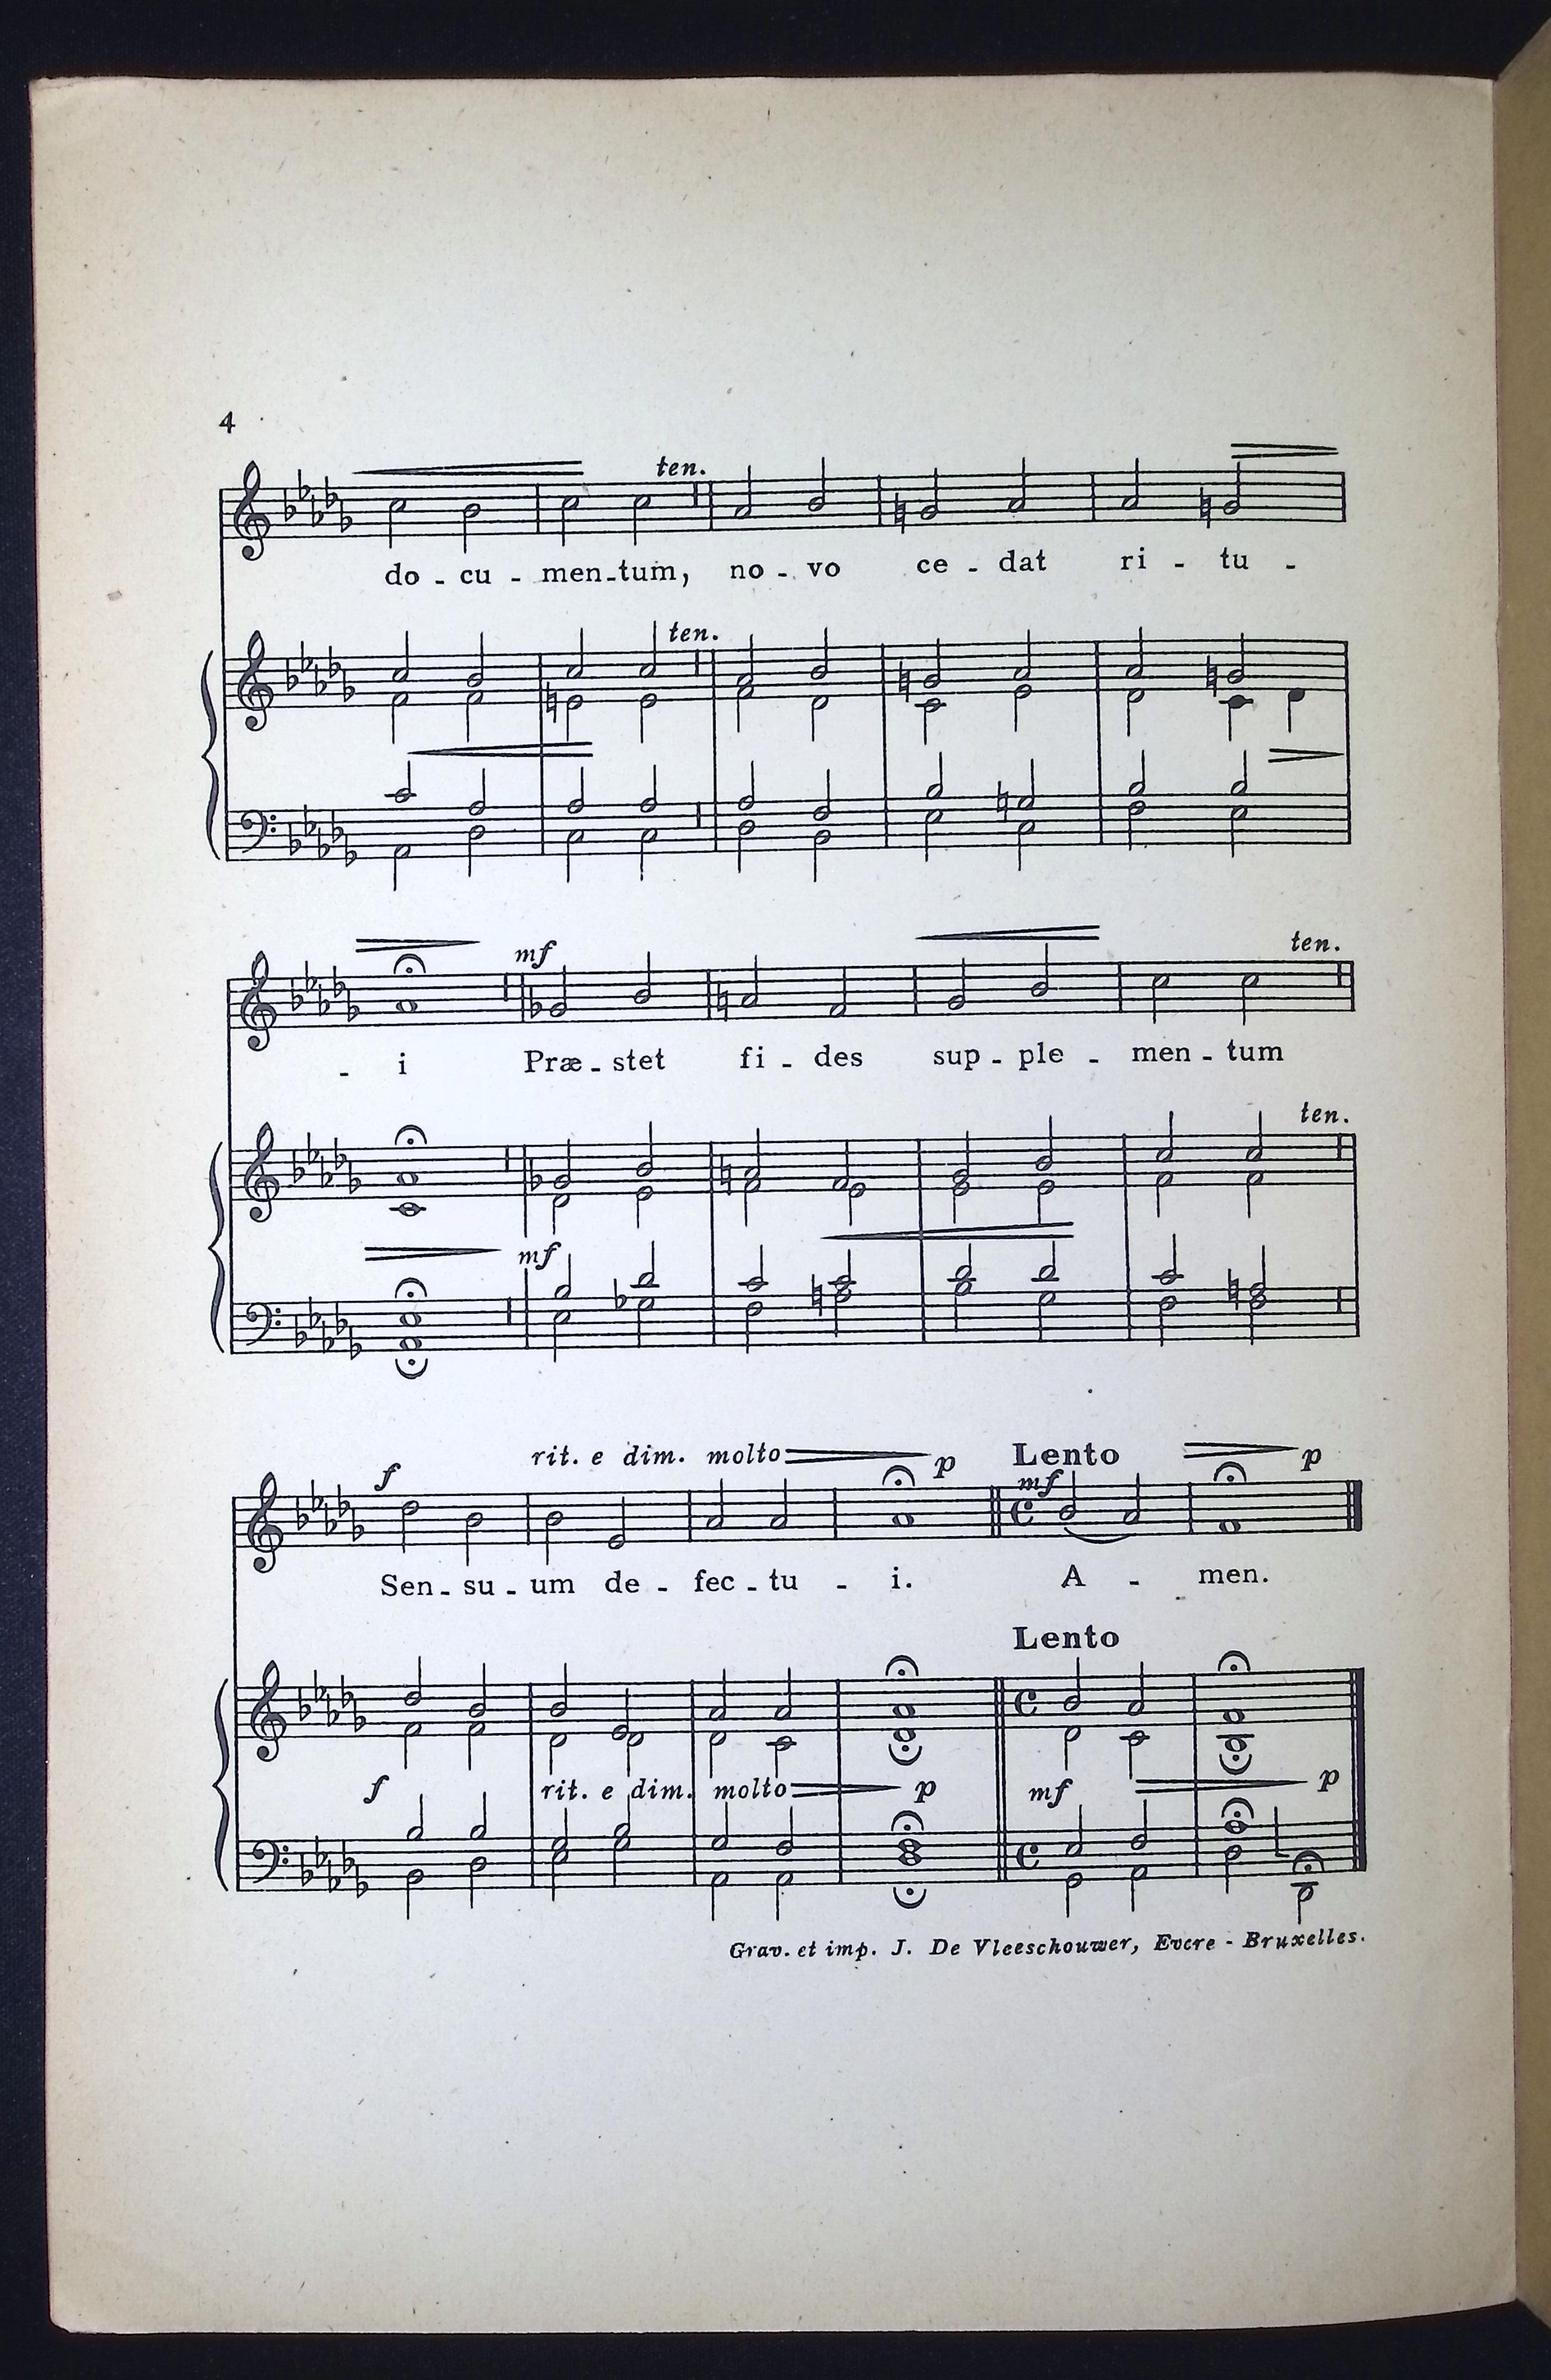 4
ten.
do - cu - men - tum, no - vo ce - dat ri - tu -
ten.
mf ten.
- i Præ - stet fi - des sup - ple - men - tum
ten.
mf
rit. e dim. molto p Lento p
f mf
Sen - su - um de - fec - tu - i. A - men.
Lento
f rit. e dim. molto p mf p
Grav. et imp. J. De Vleeschouwer, Evere - Bruxelles.